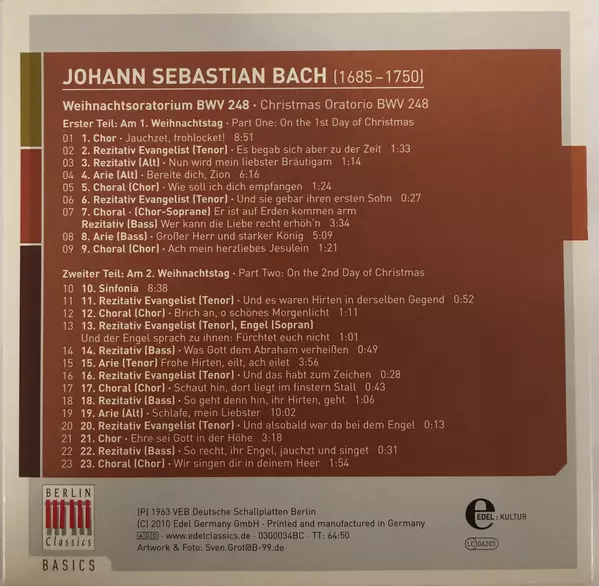 JOHANN SEBASTIAN BACH (1685–1750)
Weihnachtsoratorium BWV 248 · Christmas Oratorio BWV 248
Erster Teil: Am 1. Weihnachtstag · Part One: On the 1st Day of Christmas
01 1. Chor · Jauchzet, frohlocket! 8:51
02 2. Rezitativ Evangelist (Tenor) · Es begab sich aber zu der Zeit 1:33
03 3. Rezitativ (Alt) · Nun wird mein liebster Bräutigam 1:14
04 4. Arie (Alt) · Bereite dich, Zion 6:16
05 5. Choral (Chor) · Wie soll ich dich empfangen 1:24
06 6. Rezitativ Evangelist (Tenor) · Und sie gebar ihren ersten Sohn 0:27
07 7. Choral · (Chor-Soprane) Er ist auf Erden kommen arm
Rezitativ (Bass) Wer kann die Liebe recht erhöh'n 3:34
08 8. Arie (Bass) · Großer Herr und starker König 5:09
09 9. Choral (Chor) · Ach mein herzliebes Jesulein 1:21
Zweiter Teil: Am 2. Weihnachtstag · Part Two: On the 2nd Day of Christmas
10 10. Sinfonia 8:38
11 11. Rezitativ Evangelist (Tenor) · Und es waren Hirten in derselben Gegend 0:52
12 12. Choral (Chor) · Brich an, o schönes Morgenlicht 1:11
13 13. Rezitativ Evangelist (Tenor), Engel (Sopran)
Und der Engel sprach zu ihnen: Fürchtet euch nicht 1:01
14 14. Rezitativ (Bass) · Was Gott dem Abraham verheißen 0:49
15 15. Arie (Tenor) Frohe Hirten, eilt, ach eilet 3:56
16 16. Rezitativ Evangelist (Tenor) · Und das habt zum Zeichen 0:28
17 17. Choral (Chor) · Schaut hin, dort liegt im finstern Stall 0:43
18 18. Rezitativ (Bass) · So geht denn hin, ihr Hirten, geht 1:06
19 19. Arie (Alt) · Schlafe, mein Liebster 10:02
20 20. Rezitativ Evangelist (Tenor) · Und alsobald war da bei dem Engel 0:13
21 21. Chor · Ehre sei Gott in der Höhe 3:18
22 22. Rezitativ (Bass) · So recht, ihr Engel, jauchzt und singet 0:31
23 23. Choral (Chor) · Wir singen dir in deinem Heer 1:54
BERLIN
Classics
BASICS
(P) 1963 VEB Deutsche Schallplatten Berlin
(C) 2010 Edel Germany GmbH · Printed and manufactured in Germany
ADD · www.edelclassics.de · 0300034BC · TT: 64:50
Artwork & Foto: Sven.Grot@B-99.de
e
EDEL:KULTUR
LC 06203